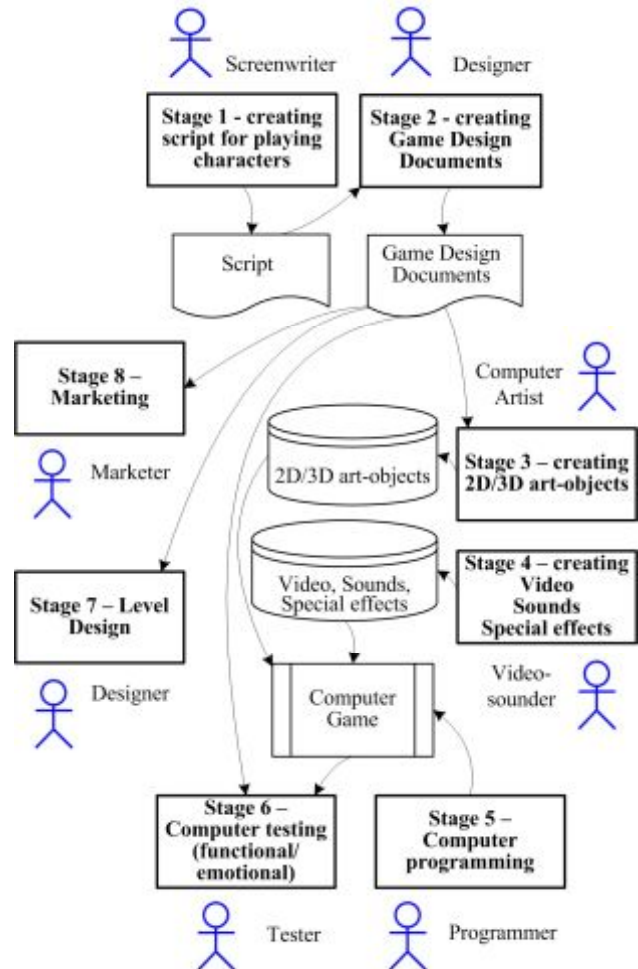 Screenwriter
Designer
Stage 1 - creating
script for playing
characters
Stage 2 - creating
Game Design
Documents
Script
Game Design
Documents
Stage 8 –
Marketing
Marketer
Computer
Artist
2D/3D art-objects
Stage 3 – creating
2D/3D art-objects
Video, Sounds,
Special effects
Stage 4 – creating
Video
Sounds
Special effects
Stage 7 – Level
Design
Designer
Computer
Game
Video-
sounder
Stage 6 –
Computer testing
(functional/
emotional)
Stage 5 –
Computer
programming
Tester
Programmer